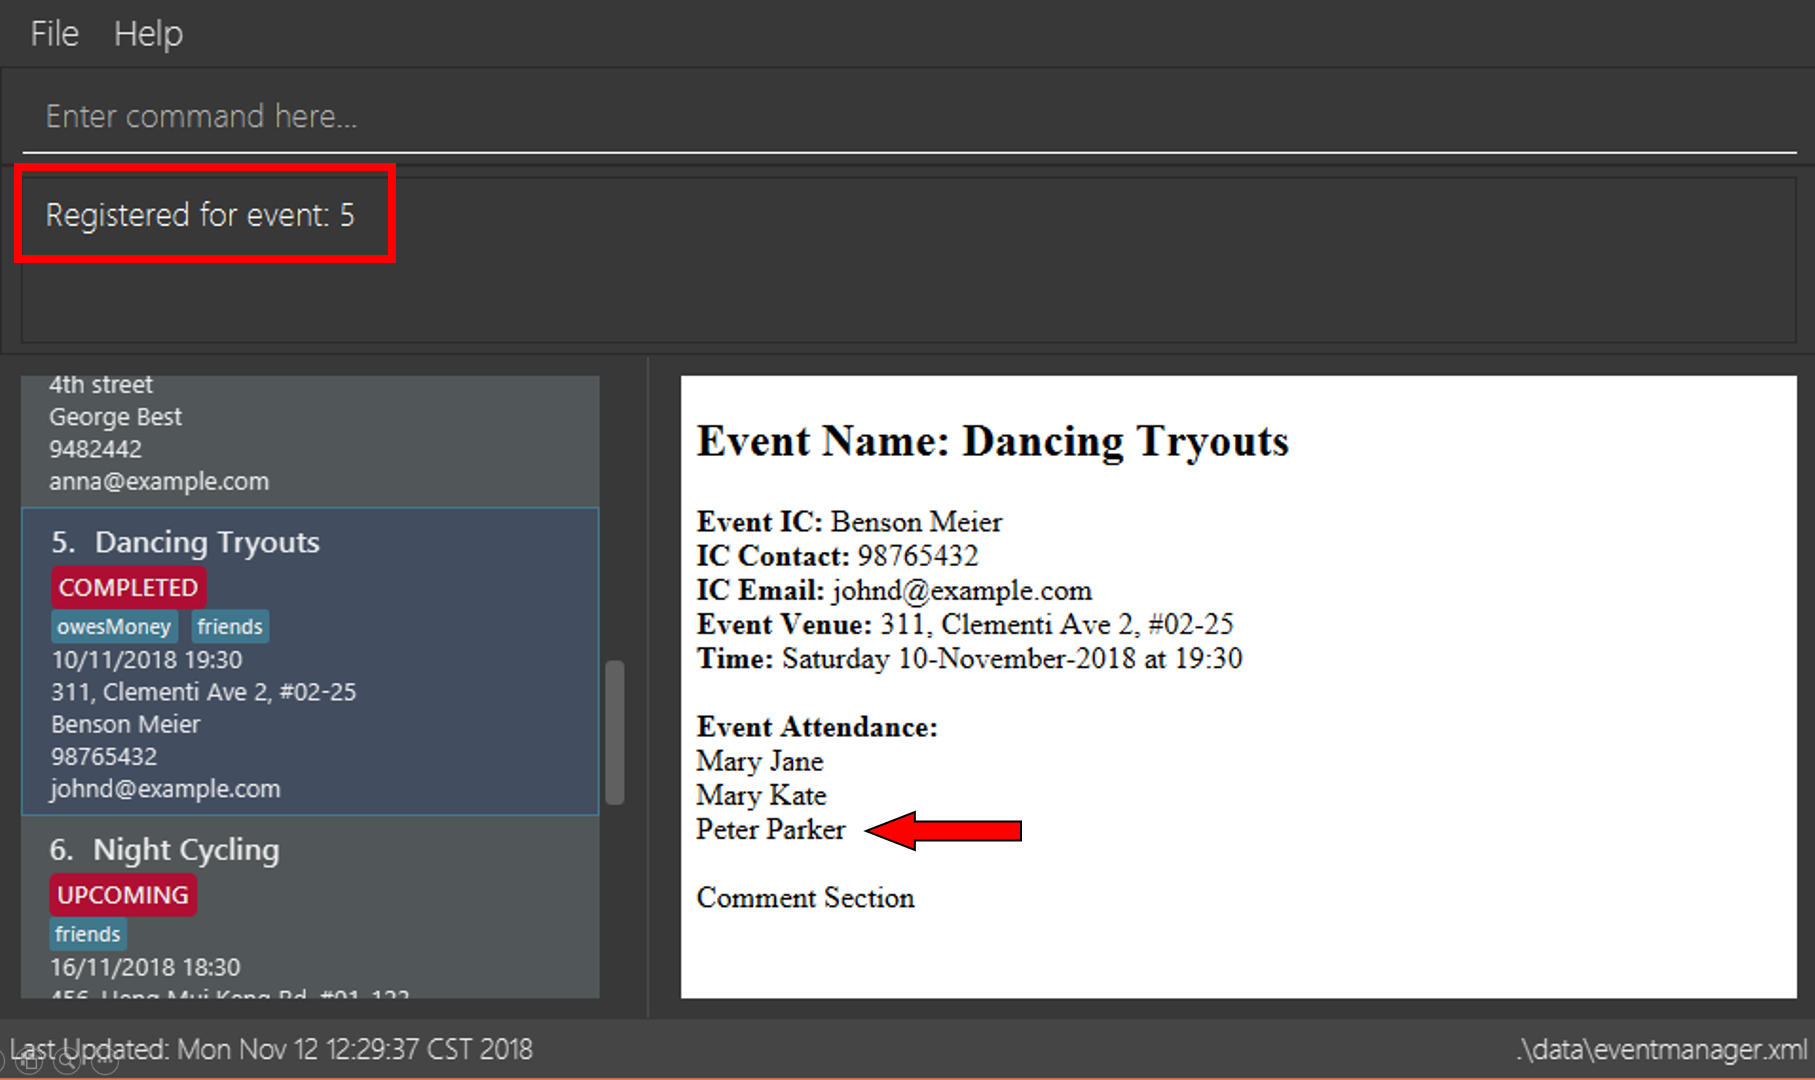 File Help
Enter command here...
Registered for event: 5
4th street
George Best
9482442
anna@example.com
5. Dancing Tryouts
COMPLETED
owesMoney friends
10/11/2018 19:30
311, Clementi Ave 2, #02-25
Benson Meier
98765432
johnd@example.com
6. Night Cycling
UPCOMING
friends
16/11/2018 18:30
Event Name: Dancing Tryouts
Event IC: Benson Meier
IC Contact: 98765432
IC Email: johnd@example.com
Event Venue: 311, Clementi Ave 2, #02-25
Time: Saturday 10-November-2018 at 19:30
Event Attendance:
Mary Jane
Mary Kate
Peter Parker
Comment Section
Last Updated: Mon Nov 12 12:29:37 CST 2018
.\data\eventmanager.xml